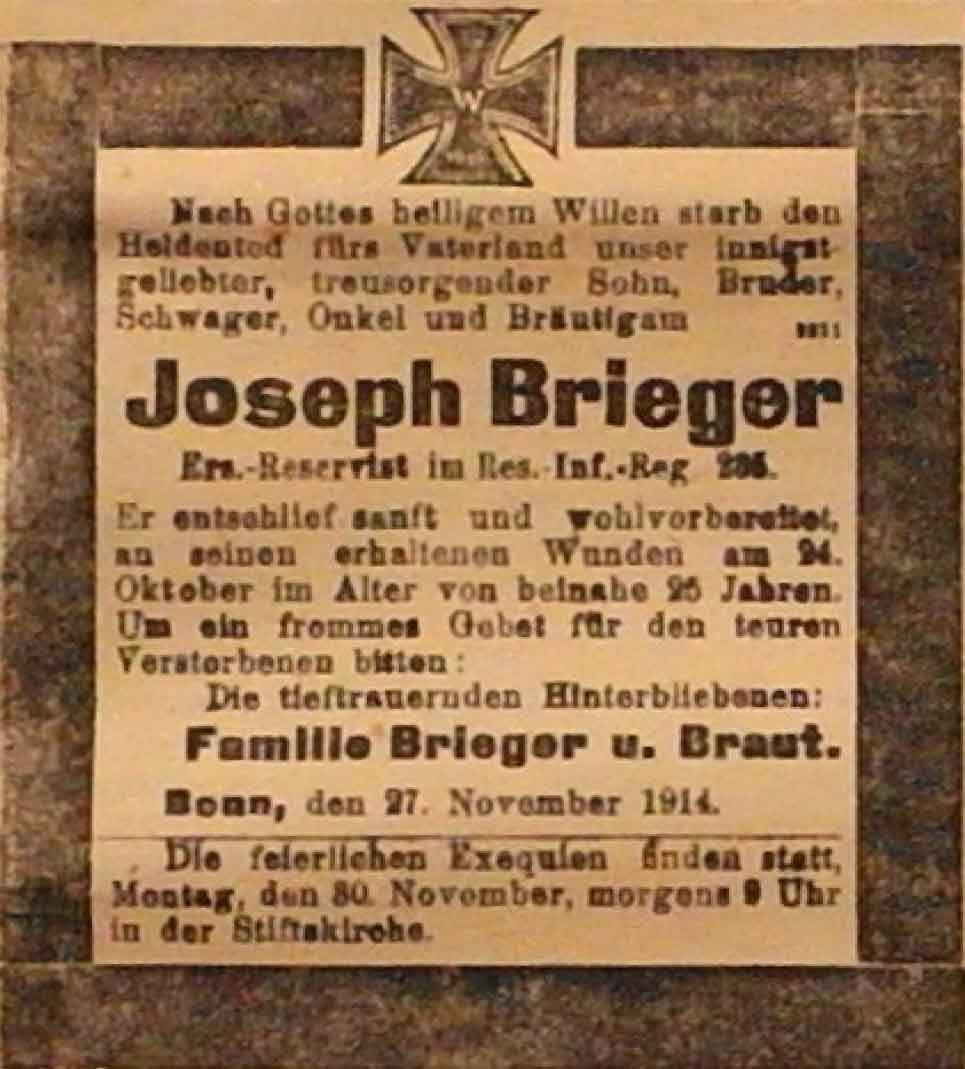 W
Nach Gottes heiligem Willen starb den
Heldentod fürs Vaterland unser innigst-
geliebter, treusorgender Sohn, Bruder,
Schwager, Onkel und Bräutigam
Joseph Brieger
Ers.-Reservist im Res.-Inf.-Reg 235.
Er entschlief sanft und wohlvorbereitet,
an seinen erhaltenen Wunden am 24.
Oktober im Alter von beinahe 25 Jahren.
Um ein frommes Gebet für den teuren
Verstorbenen bitten:
Die tieftrauernden Hinterbliebenen:
Familie Brieger u. Braut.
Bonn, den 27. November 1914.
Die feierlichen Exequien finden statt,
Montag, den 30. November, morgens 9 Uhr
in der Stiftskirche.